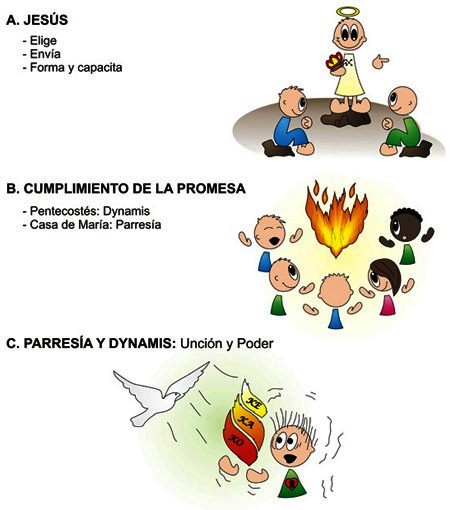 A. JESÚS
- Elige
- Envía
- Forma y capacita
B. CUMPLIMIENTO DE LA PROMESA
- Pentecostés: Dynamis
- Casa de María: Parresía
C. PARRESÍA Y DYNAMIS: Unción y Poder
KE
KA
KO